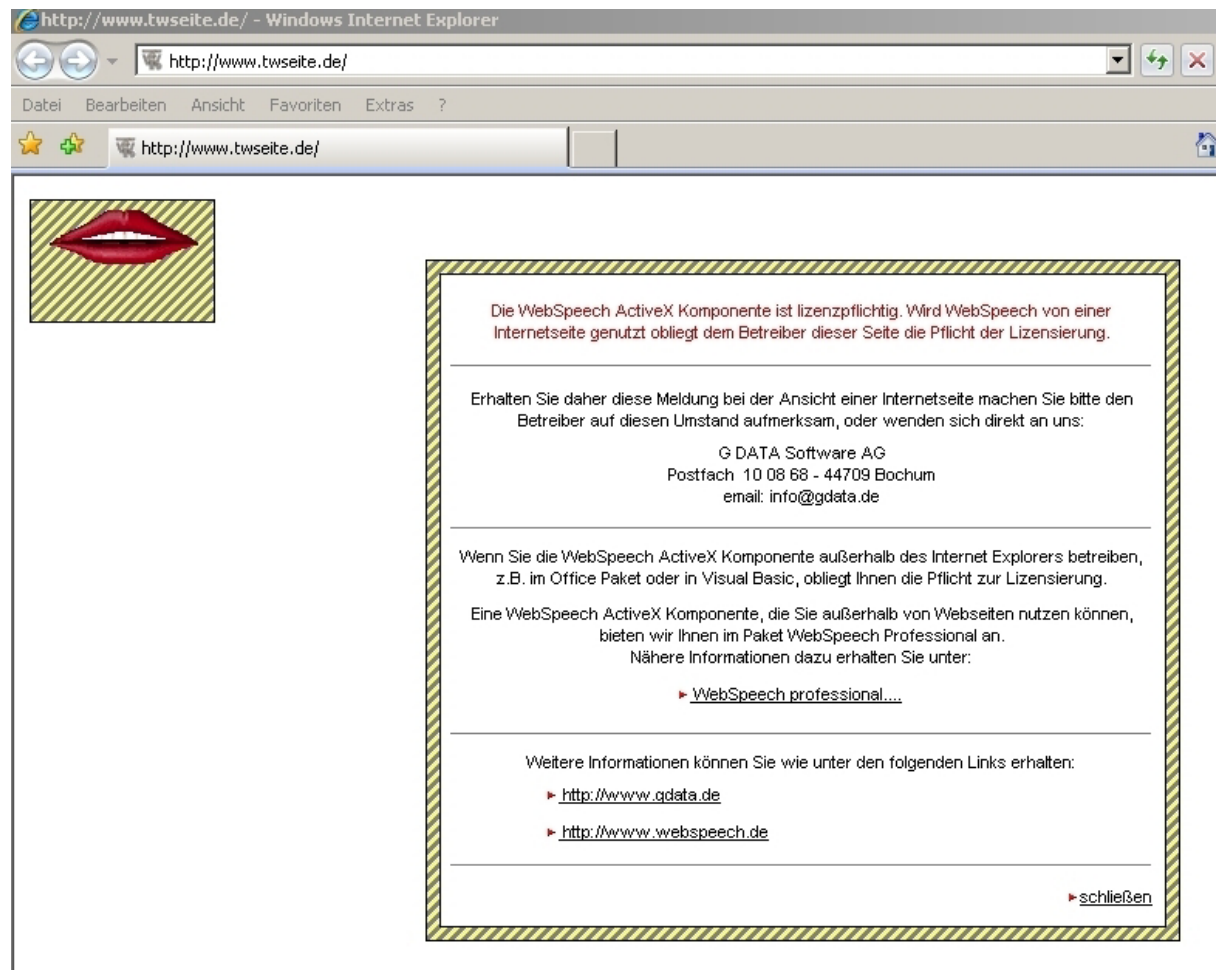 http://www.twseite.de/ - Windows Internet Explorer
http://www.twseite.de/
Datei Bearbeiten Ansicht Favoriten Extras ?
http://www.twseite.de/
Die WebSpeech ActiveX Komponente ist lizenzpflichtig. Wird WebSpeech von einer
Internetseite genutzt obliegt dem Betreiber dieser Seite die Pflicht der Lizensierung.
Erhalten Sie daher diese Meldung bei der Ansicht einer Internetseite machen Sie bitte den
Betreiber auf diesen Umstand aufmerksam, oder wenden sich direkt an uns:
G DATA Software AG
Postfach 10 08 68 - 44709 Bochum
email: info@gdata.de
Wenn Sie die WebSpeech ActiveX Komponente außerhalb des Internet Explorers betreiben,
z.B. im Office Paket oder in Visual Basic, obliegt Ihnen die Pflicht zur Lizensierung.
Eine WebSpeech ActiveX Komponente, die Sie außerhalb von Webseiten nutzen können,
bieten wir Ihnen im Paket WebSpeech Professional an.
Nähere Informationen dazu erhalten Sie unter:
WebSpeech professional....
Weitere Informationen können Sie wie unter den folgenden Links erhalten:
http://www.gdata.de
http://www.webspeech.de
schließen